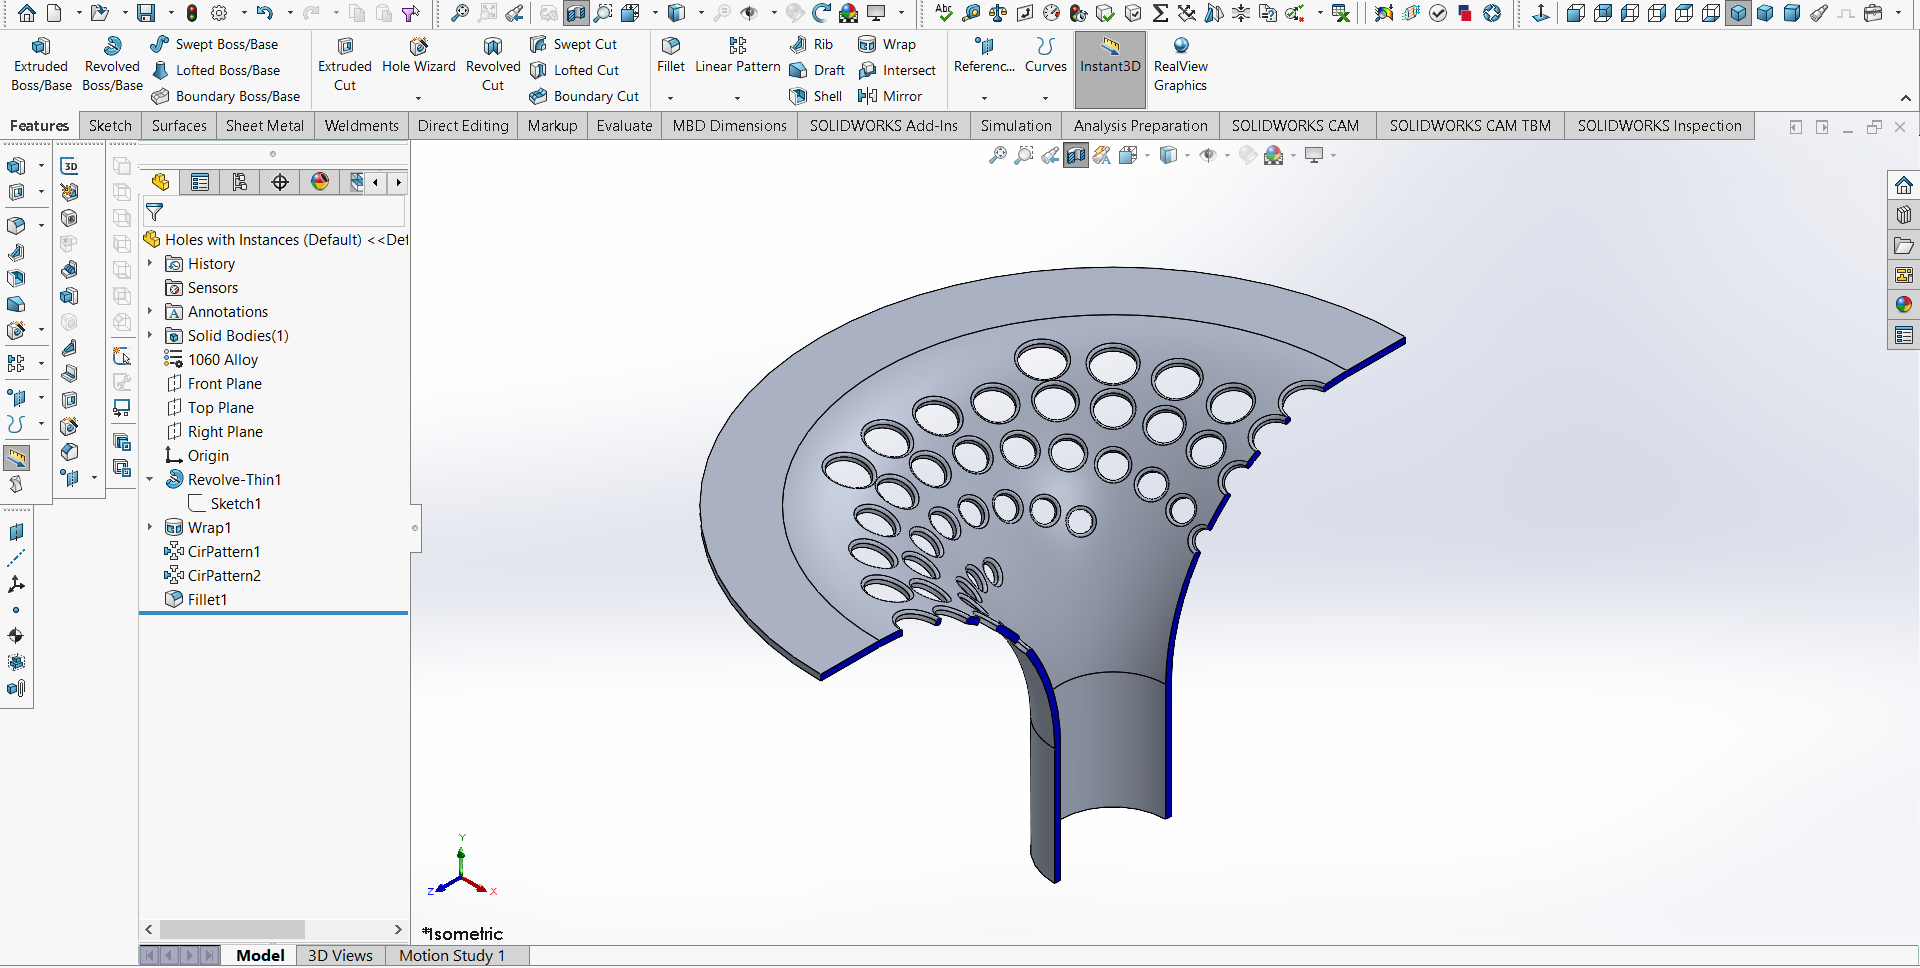 Extruded Boss/Base
Revolved Boss/Base
Swept Boss/Base
Lofted Boss/Base
Boundary Boss/Base
Extruded Cut
Hole Wizard
Revolved Cut
Swept Cut
Lofted Cut
Boundary Cut
Fillet
Linear Pattern
Rib
Draft
Shell
Wrap
Intersect
Mirror
Referenc...
Curves
Instant3D
RealView Graphics
Features
Sketch
Surfaces
Sheet Metal
Weldments
Direct Editing
Markup
Evaluate
MBD Dimensions
SOLIDWORKS Add-Ins
Simulation
Analysis Preparation
SOLIDWORKS CAM
SOLIDWORKS CAM TBM
SOLIDWORKS Inspection
3D
Holes with Instances (Default) <<Def
History
Sensors
Annotations
Solid Bodies(1)
1060 Alloy
Front Plane
Top Plane
Right Plane
Origin
Revolve-Thin1
Sketch1
Wrap1
CirPattern1
CirPattern2
Fillet1
Y
Z
X
*Isometric
Model
3D Views
Motion Study 1